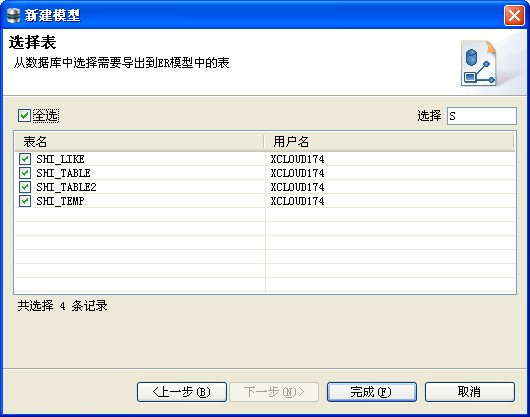 新建模型
选择表
从数据库中选择需要导出到ER模型中的表
全选 选择 S
表名 用户名
SHI_LIKE XCLOUD174
SHI_TABLE XCLOUD174
SHI_TABLE2 XCLOUD174
SHI_TEMP XCLOUD174
共选择 4 条记录
<上一步(B) 下一步(N)> 完成(F) 取消